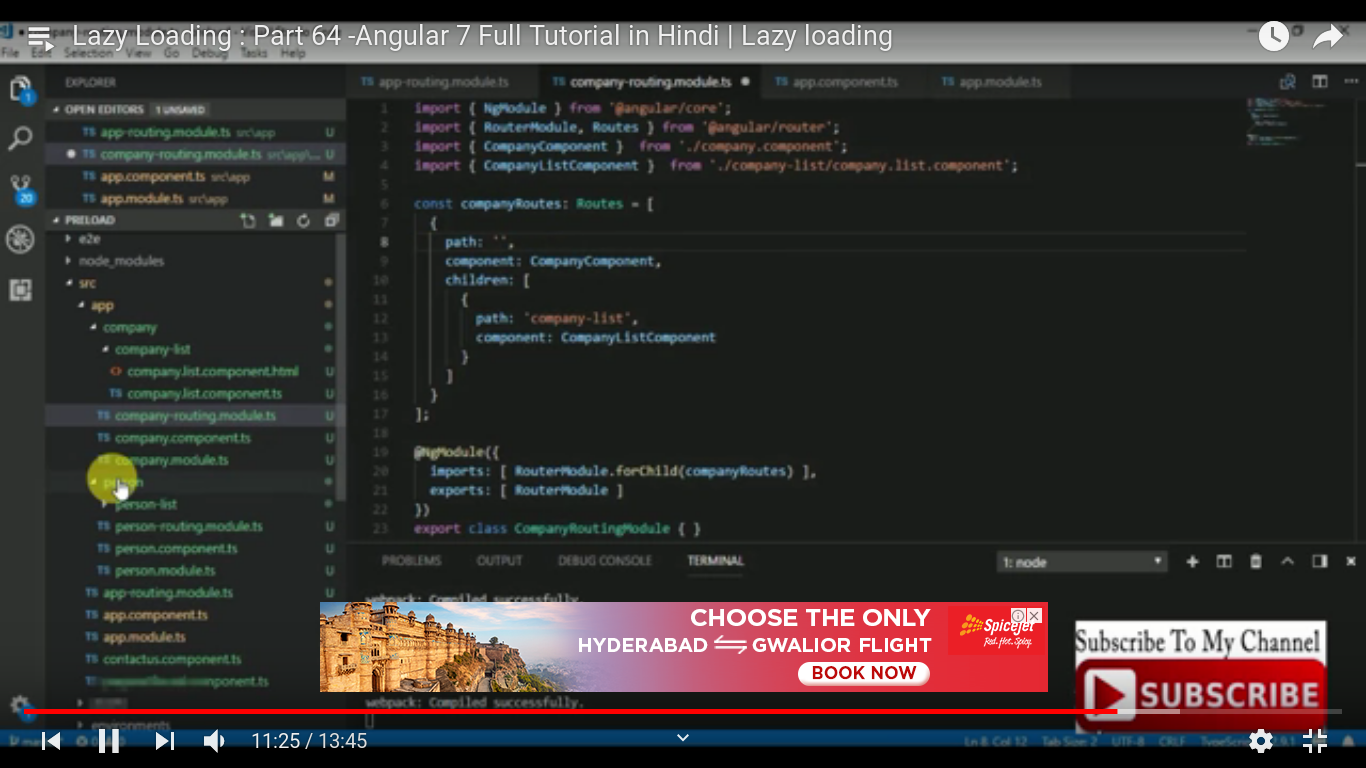 Lazy Loading : Part 64 -Angular 7 Full Tutorial in Hindi | Lazy loading
File Edit Selection View Go Debug Tasks Help
EXPLORER
OPEN EDITORS 1 UNSAVED
TS app-routing.module.ts src\app U
TS company-routing.module.ts src\app\... U
TS app.component.ts src\app M
TS app.module.ts src\app M
PRELOAD
e2e
node_modules
src
app
company
company-list
<> company.list.component.html U
TS company.list.component.ts U
TS company-routing.module.ts U
TS company.component.ts U
TS company.module.ts U
person-list
TS person-routing.module.ts U
TS person.component.ts U
TS person.module.ts U
TS app-routing.module.ts U
TS app.component.ts
TS app.module.ts
TS contactus.component.ts U
environments
1
20
TS app-routing.module.ts
TS company-routing.module.ts
TS app.component.ts
TS app.module.ts
1 import { NgModule } from '@angular/core';
2 import { RouterModule, Routes } from '@angular/router';
3 import { CompanyComponent } from './company.component';
4 import { CompanyListComponent } from './company-list/company.list.component';
5
6 const companyRoutes: Routes = [
7 {
8 path: '',
9 component: CompanyComponent,
10 children: [
11 {
12 path: 'company-list',
13 component: CompanyListComponent
14 }
15 ]
16 }
17 ];
18
19 @NgModule({
20 imports: [ RouterModule.forChild(companyRoutes) ],
21 exports: [ RouterModule ]
22 })
23 export class CompanyRoutingModule { }
PROBLEMS OUTPUT DEBUG CONSOLE TERMINAL 1: node
webpack: Compiled successfully.
CHOOSE THE ONLY
HYDERABAD GWALIOR FLIGHT
BOOK NOW
SpiceJet
Red. Hot. Spicy.
Subscribe To My Channel
SUBSCRIBE
webpack: Compiled successfully.
11:25 / 13:45
Ln 8, Col 12 Tab Size: 2 UTF-8 CRLF